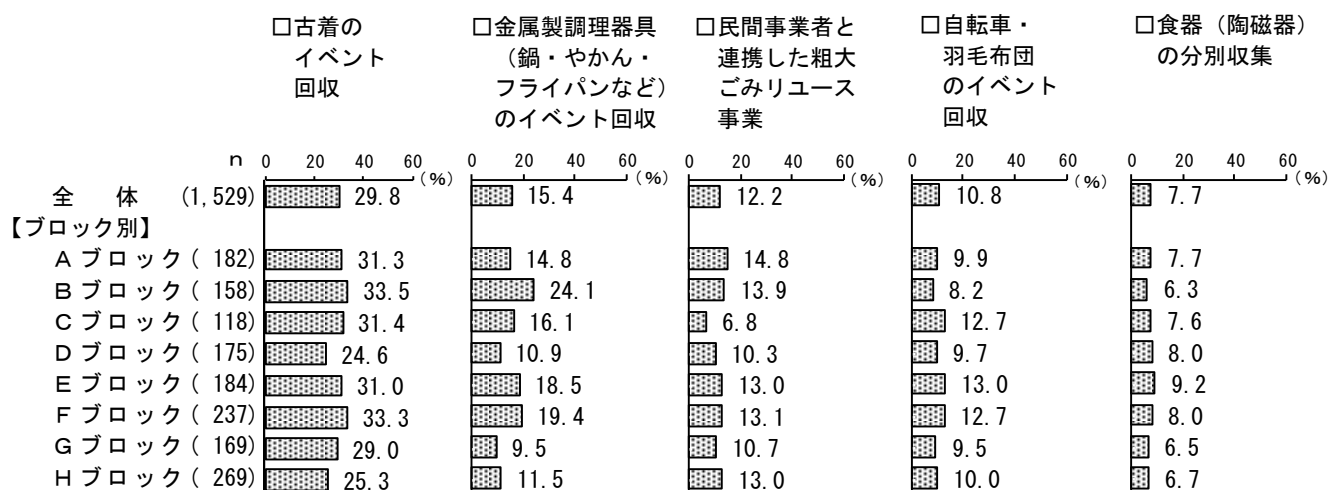 □古着の
イベント
回収
□金属製調理器具
（鍋・やかん・
フライパンなど）
のイベント回収
□民間事業者と
連携した粗大
ごみリユース
事業
□自転車・
羽毛布団
のイベント
回収
□食器（陶磁器）
の分別収集
n 0 20 40 60 (%) 0 20 40 60 (%) 0 20 40 60 (%) 0 20 40 60 (%) 0 20 40 60 (%)
全 体 (1,529) 29.8 15.4 12.2 10.8 7.7
【ブロック別】
Aブロック( 182) 31.3 14.8 14.8 9.9 7.7
Bブロック( 158) 33.5 24.1 13.9 8.2 6.3
Cブロック( 118) 31.4 16.1 6.8 12.7 7.6
Dブロック( 175) 24.6 10.9 10.3 9.7 8.0
Eブロック( 184) 31.0 18.5 13.0 13.0 9.2
Fブロック( 237) 33.3 19.4 13.1 12.7 8.0
Gブロック( 169) 29.0 9.5 10.7 9.5 6.5
Hブロック( 269) 25.3 11.5 13.0 10.0 6.7